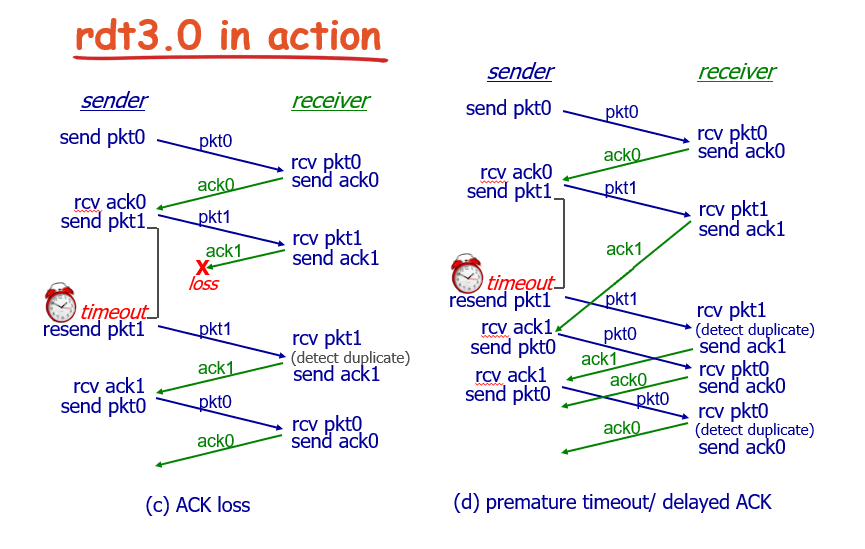 rdt3.0 in action
sender
receiver
send pkt0
pkt0
rcv pkt0
send ack0
ack0
rcv ack0
send pkt1
pkt1
rcv pkt1
send ack1
ack1
X
loss
timeout
resend pkt1
pkt1
rcv pkt1
(detect duplicate)
send ack1
ack1
rcv ack1
send pkt0
pkt0
rcv pkt0
send ack0
ack0
(c) ACK loss
sender
receiver
send pkt0
pkt0
rcv pkt0
send ack0
ack0
rcv ack0
send pkt1
pkt1
rcv pkt1
send ack1
ack1
timeout
resend pkt1
pkt1
rcv pkt1
(detect duplicate)
send ack1
rcv ack1
send pkt0
pkt0
ack1
rcv pkt0
send ack0
rcv ack1
send pkt0
ack0
pkt0
rcv pkt0
(detect duplicate)
send ack0
ack0
(d) premature timeout/ delayed ACK